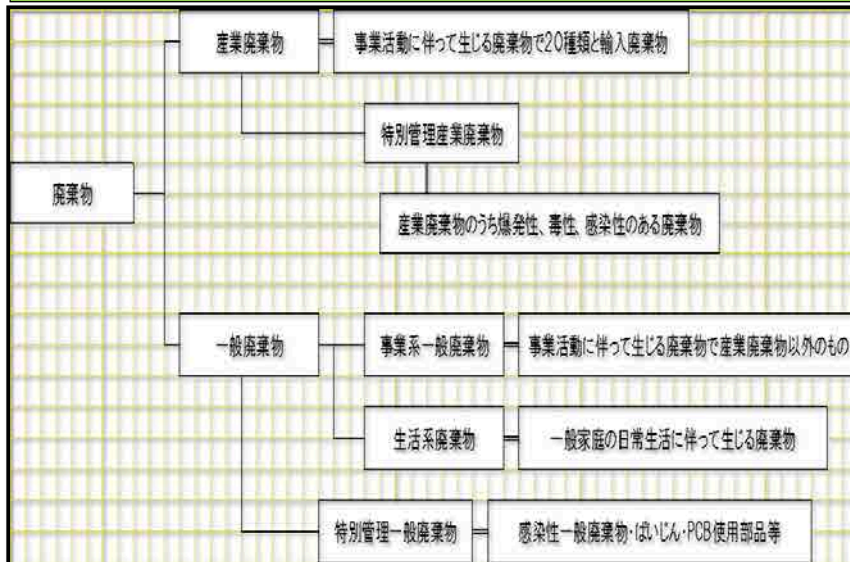 産業廃棄物
事業活動に伴って生じる廃棄物で20種類と輸入廃棄物
特別管理産業廃棄物
廃棄物
産業廃棄物のうち爆発性、毒性、感染性のある廃棄物
一般廃棄物
事業系一般廃棄物
事業活動に伴って生じる廃棄物で産業廃棄物以外のもの
生活系廃棄物
一般家庭の日常生活に伴って生じる廃棄物
特別管理一般廃棄物
感染性一般廃棄物・ばいじん・PCB使用部品等